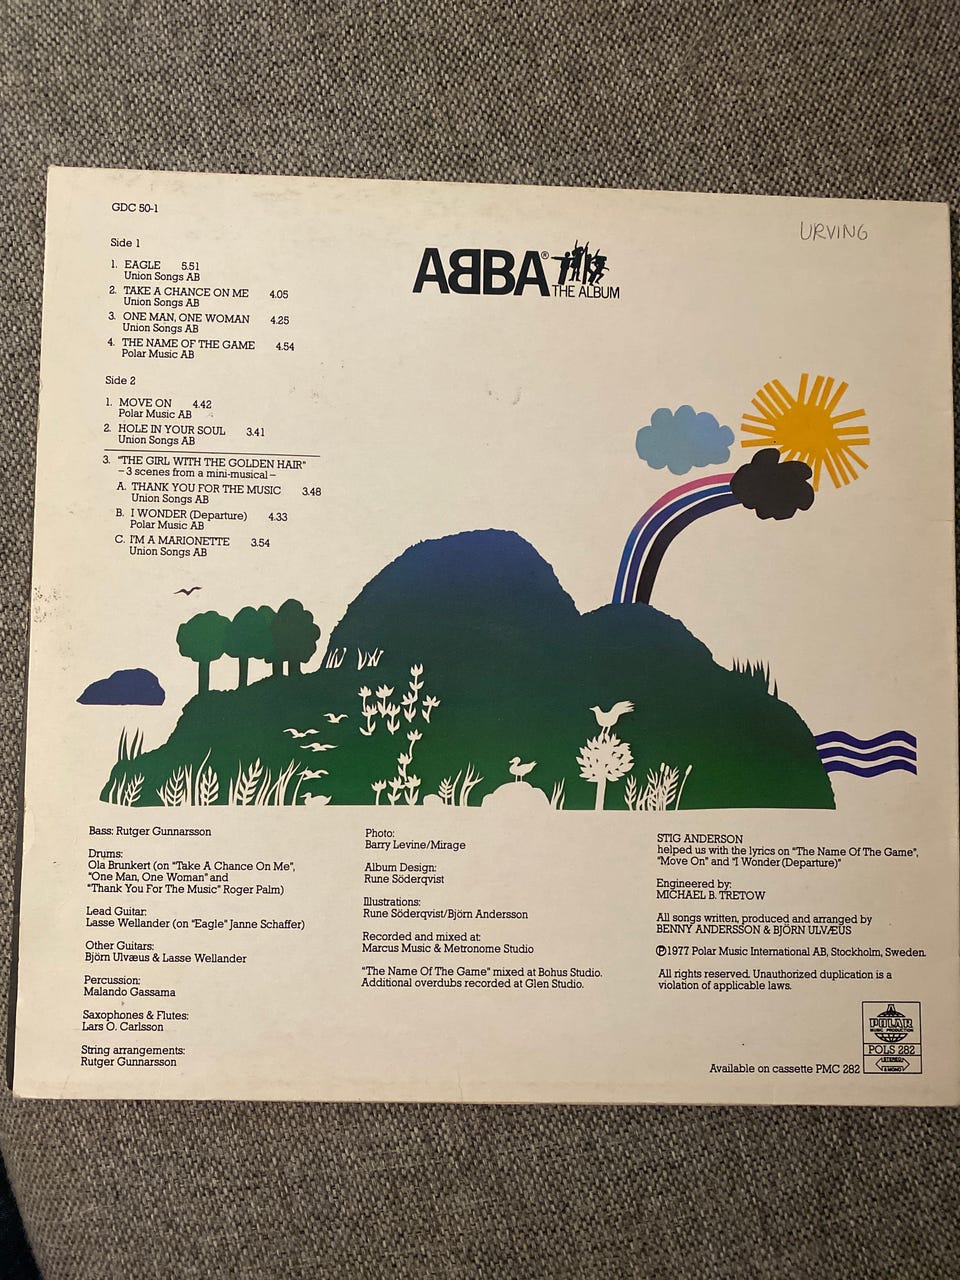 GDC 50-1
URVING
ABBA® THE ALBUM
Side 1
1. EAGLE 5.51
Union Songs AB
2. TAKE A CHANCE ON ME 4.05
Union Songs AB
3. ONE MAN, ONE WOMAN 4.25
Union Songs AB
4. THE NAME OF THE GAME 4.54
Polar Music AB
Side 2
1. MOVE ON 4.42
Polar Music AB
2. HOLE IN YOUR SOUL 3.41
Union Songs AB
3. "THE GIRL WITH THE GOLDEN HAIR"
–3 scenes from a mini-musical–
A. THANK YOU FOR THE MUSIC 3.48
Union Songs AB
B. I WONDER (Departure) 4.33
Polar Music AB
C. I'M A MARIONETTE 3.54
Union Songs AB
Bass: Rutger Gunnarsson
Drums:
Ola Brunkert (on "Take A Chance On Me",
"One Man, One Woman" and
"Thank You For The Music" Roger Palm)
Lead Guitar:
Lasse Wellander (on "Eagle" Janne Schaffer)
Other Guitars:
Björn Ulvæus & Lasse Wellander
Percussion:
Malando Gassama
Saxophones & Flutes:
Lars O. Carlsson
String arrangements:
Rutger Gunnarsson
Photo:
Barry Levine/Mirage
Album Design:
Rune Söderqvist
Illustrations:
Rune Söderqvist/Björn Andersson
Recorded and mixed at:
Marcus Music & Metronome Studio
"The Name Of The Game" mixed at Bohus Studio.
Additional overdubs recorded at Glen Studio.
STIG ANDERSON
helped us with the lyrics on "The Name Of The Game",
"Move On" and "I Wonder (Departure)"
Engineered by:
MICHAEL B. TRETOW
All songs written, produced and arranged by
BENNY ANDERSSON & BJÖRN ULVÆUS
℗1977 Polar Music International AB, Stockholm, Sweden.
All rights reserved. Unauthorized duplication is a
violation of applicable laws.
Available on cassette PMC 282
POLAR
MUSIC PRODUCTION
POLS 282
STEREO
& MONO